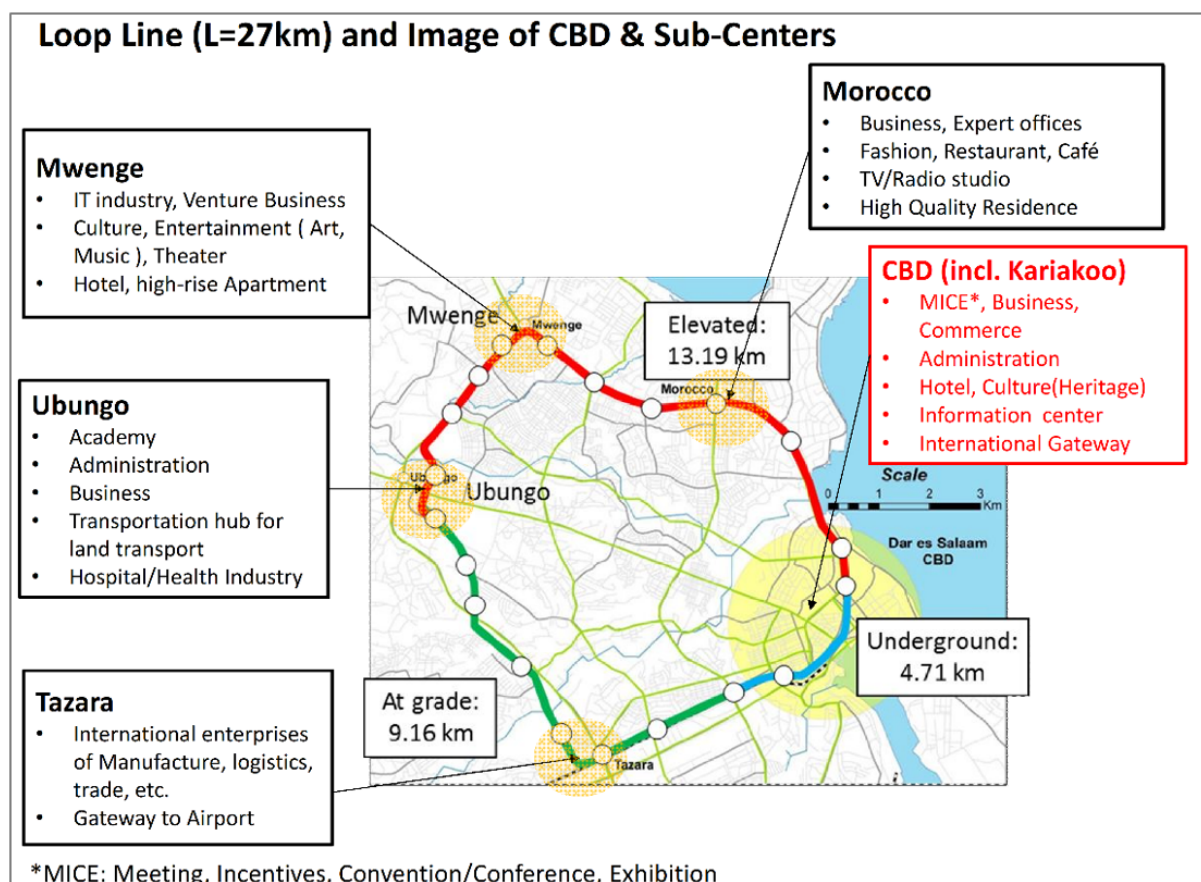 Loop Line (L=27km) and Image of CBD & Sub-Centers
Morocco
• Business, Expert offices
• Fashion, Restaurant, Café
• TV/Radio studio
• High Quality Residence
Mwenge
• IT industry, Venture Business
• Culture, Entertainment ( Art,
Music ), Theater
• Hotel, high-rise Apartment
CBD (incl. Kariakoo)
• MICE*, Business,
Commerce
• Administration
• Hotel, Culture(Heritage)
• Information center
• International Gateway
Mwenge
Mwenge
Elevated:
13.19 km
Morocco
Ubungo
• Academy
• Administration
• Business
• Transportation hub for
land transport
• Hospital/Health Industry
Ubungo
Scale
0 1 2 3
Km
Dar es Salaam
CBD
Underground:
4.71 km
Tazara
• International enterprises
of Manufacture, logistics,
trade, etc.
• Gateway to Airport
At grade:
9.16 km
Tazara
*MICE: Meeting, Incentives, Convention/Conference, Exhibition